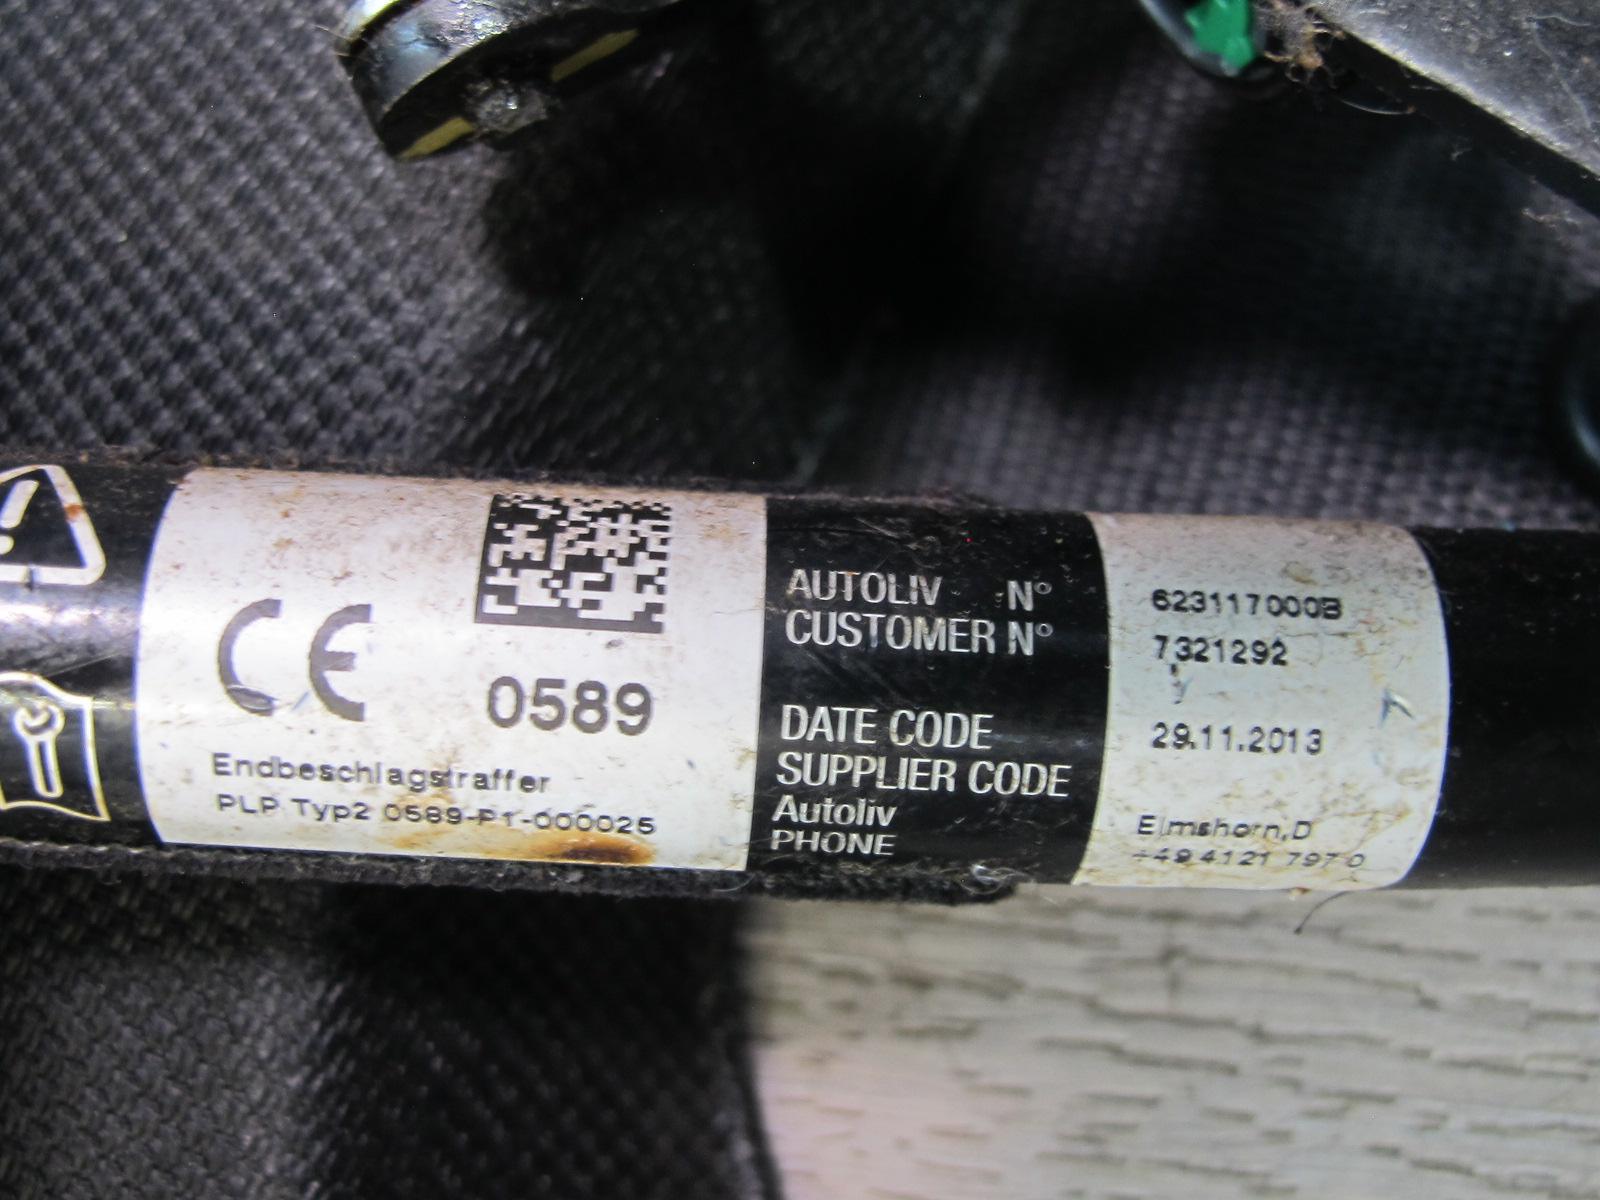 CE 0589
Endbeschlagstraffer
PLP Typ2 0589-P1-000025
AUTOLIV N° 623117000B
CUSTOMER N° 7321292
DATE CODE 29.11.2013
SUPPLIER CODE
Autoliv Elmshorn,D
PHONE +49 4121 797 0